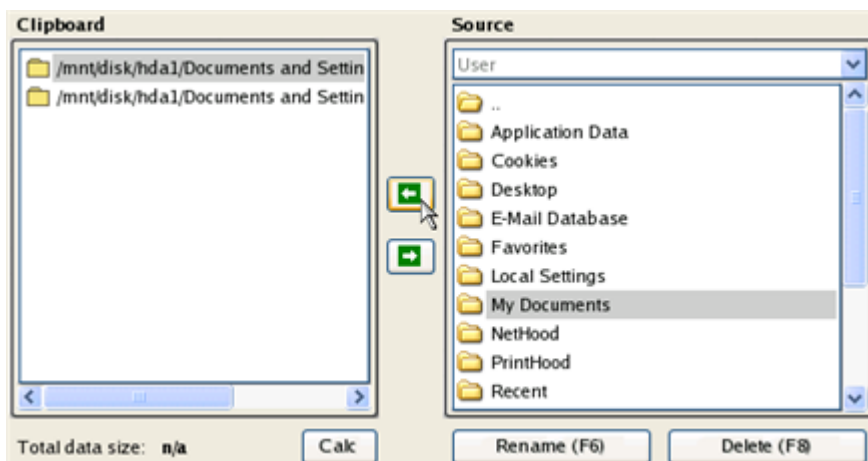 Clipboard
/mnt/disk/hda1/Documents and Settin
/mnt/disk/hda1/Documents and Settin
Total data size: n/a
Calc
Source
User
..
Application Data
Cookies
Desktop
E-Mail Database
Favorites
Local Settings
My Documents
NetHood
PrintHood
Recent
Rename (F6)
Delete (F8)